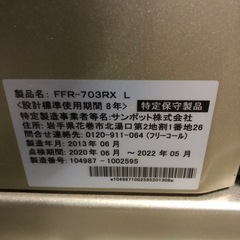 製品名: FFR-703RX L
<設計標準使用期間 8年> 特定保守製品
特定製造事業者等名: サンポット株式会社
住所: 岩手県花巻市北湯口第2地割1番地26
問合せ連絡先: 0120-911-064 (フリーコール)
製造年月: 2013年 06月
点検期間: 2020年 06月 ～ 2022年 05月
製造番号: 104987 -1002595